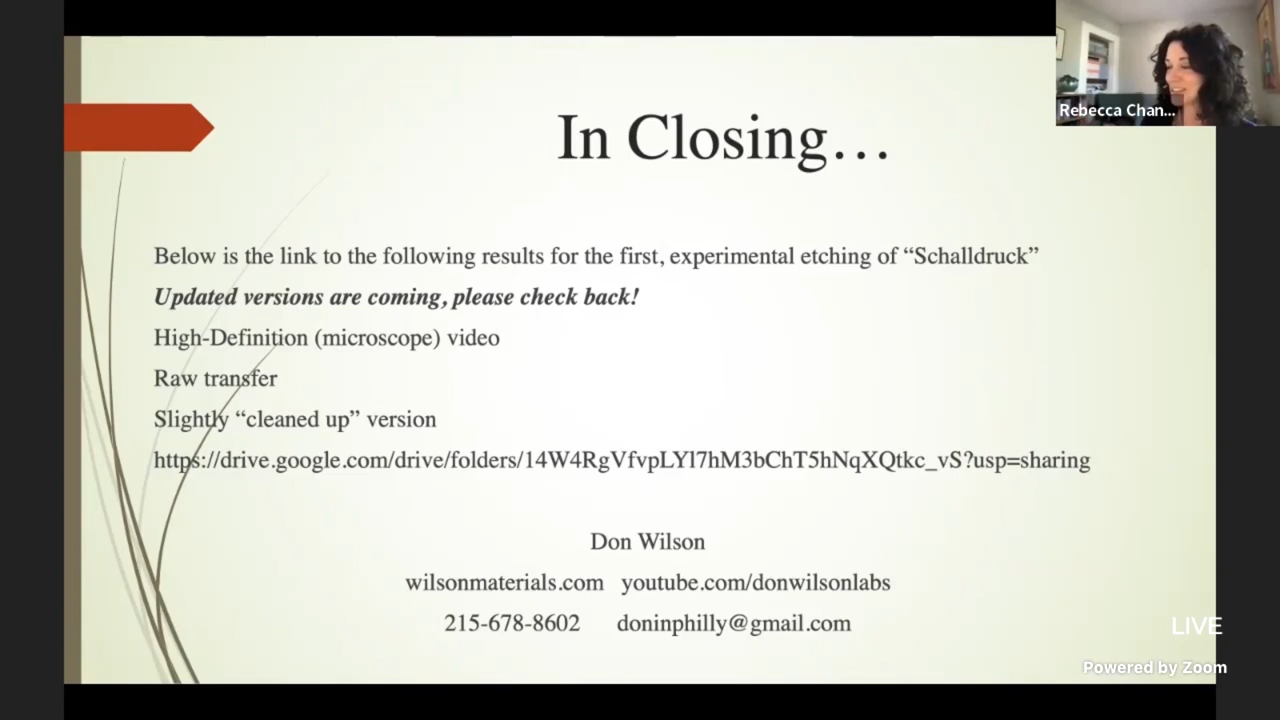 Rebecca Chan...
In Closing…
Below is the link to the following results for the first, experimental etching of “Schalldruck”
Updated versions are coming, please check back!
High-Definition (microscope) video
Raw transfer
Slightly “cleaned up” version
https://drive.google.com/drive/folders/14W4RgVfvpLYl7hM3bChT5hNqXQtkc_vS?usp=sharing
Don Wilson
wilsonmaterials.com youtube.com/donwilsonlabs
215-678-8602 doninphilly@gmail.com
LIVE
Powered by Zoom